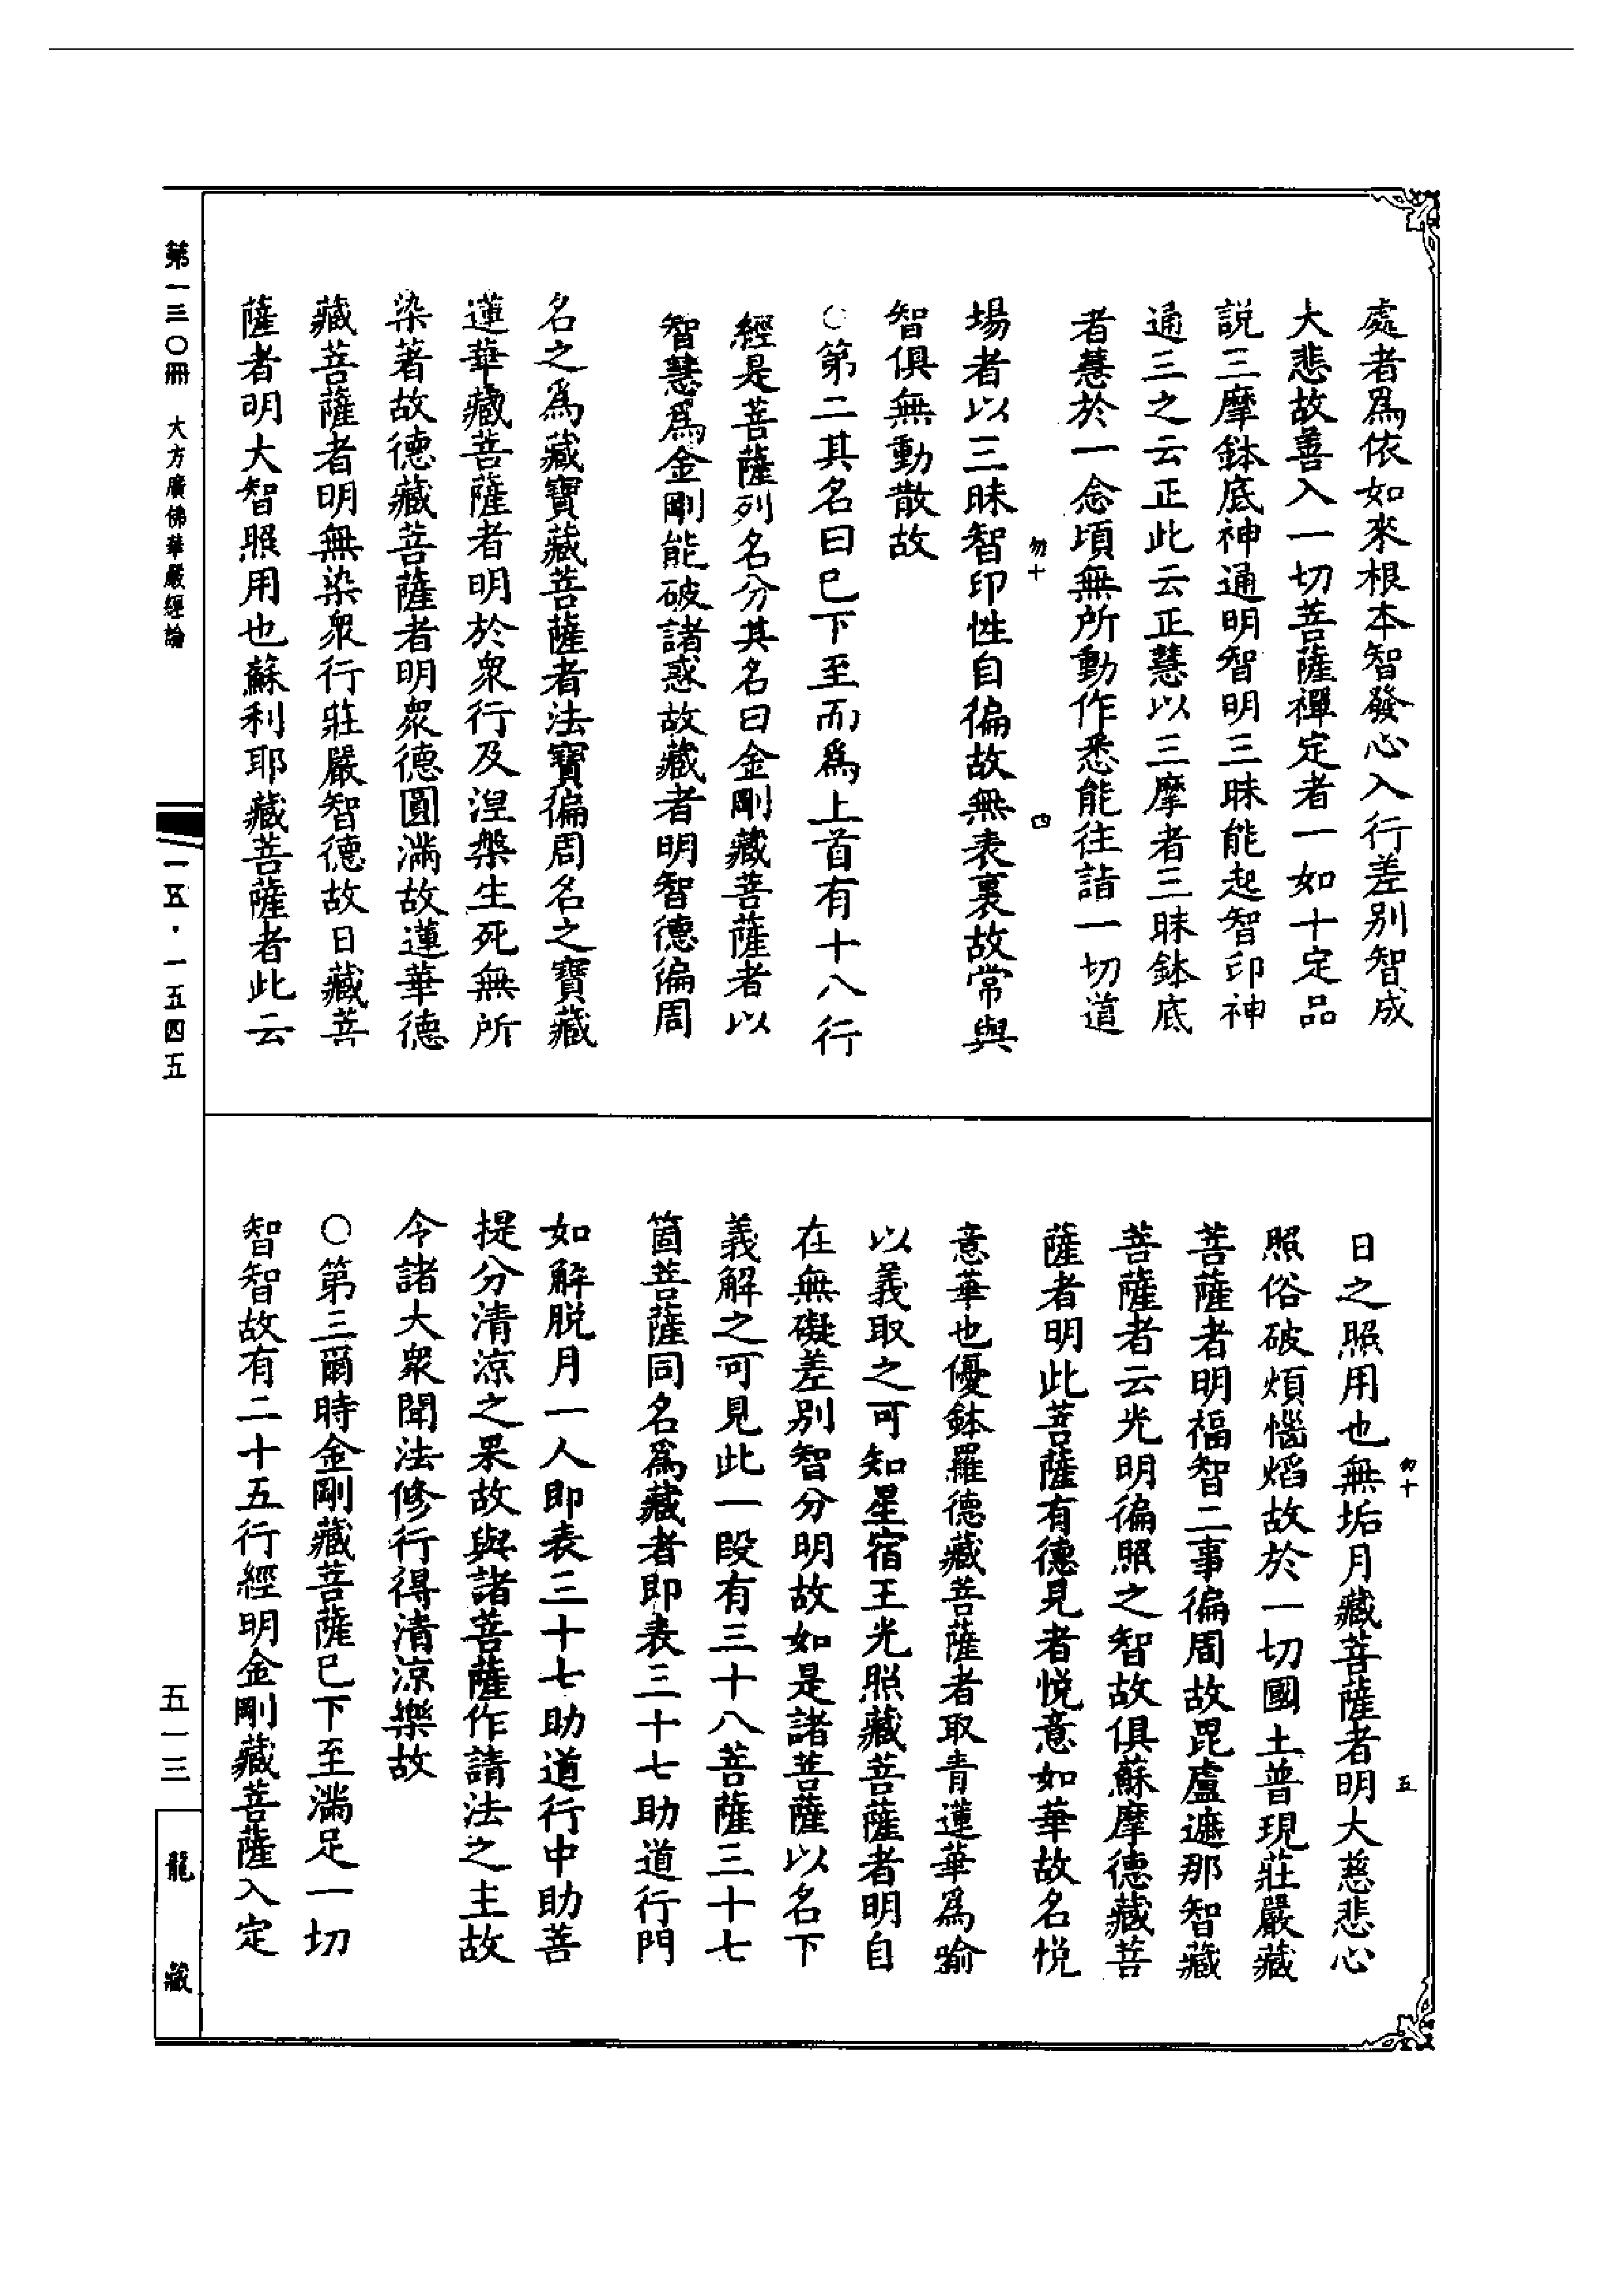 處者爲依如來根本智發心入行差別智成
大悲故善入一切菩薩禪定者一如十定品
説三摩鉢底神通明智明三昧能起智印神
通三之云正此云正慧以三摩者三昧鉢底
者慧於一念頃無所動作悉能往詣一切道
勿十
四
場者以三昧智印性自徧故無表裏故常與
智俱無動散故
○第二其名曰巳下至而爲上首有十八行
經是菩薩列名分其名曰金剛藏菩薩者以
智慧爲金剛能破諸惑故藏者明智德徧周
名之爲藏寶藏菩薩者法寶徧周名之寶藏
蓮華藏菩薩者明於衆行及涅槃生死無所
染著故德藏菩薩者明衆德圓滿故蓮華德
藏菩薩者明無染衆行莊嚴智德故日藏菩
薩者明大智照用也蘇利耶藏菩薩者此云
勿十
五
日之照用也無垢月藏菩薩者明大慈悲心
照俗破煩惱熖故於一切國土普現莊嚴藏
菩薩者明福智二事徧周故毘盧遮那智藏
菩薩者云光明徧照之智故俱蘇摩德藏菩
薩者明此菩薩有德見者悦意如華故名悦
意華也優鉢羅德藏菩薩者取青蓮華爲喻
以義取之可知星宿王光照藏菩薩者明自
在無礙差別智分明故如是諸菩薩以名下
義解之可見此一段有三十八菩薩三十七
箇菩薩同名爲藏者即表三十七助道行門
如解脱月一人即表三十七助道行中助菩
提分清涼之果故與諸菩薩作請法之主故
令諸大衆聞法修行得清涼樂故
○第三爾時金剛藏菩薩巳下至滿足一切
智智故有二十五行經明金剛藏菩薩入定
第一三〇冊　大方廣佛華嚴經論
一五·一五四五
五一三
龍藏